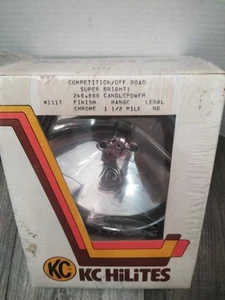 COMPETITION/OFF ROAD
SUPER BRIGHT!
240,000 CANDLEPOWER
#1117 FINISH RANGE LEGAL
CHROME 1 1/2 MILE NO
KC KC HiLiTES